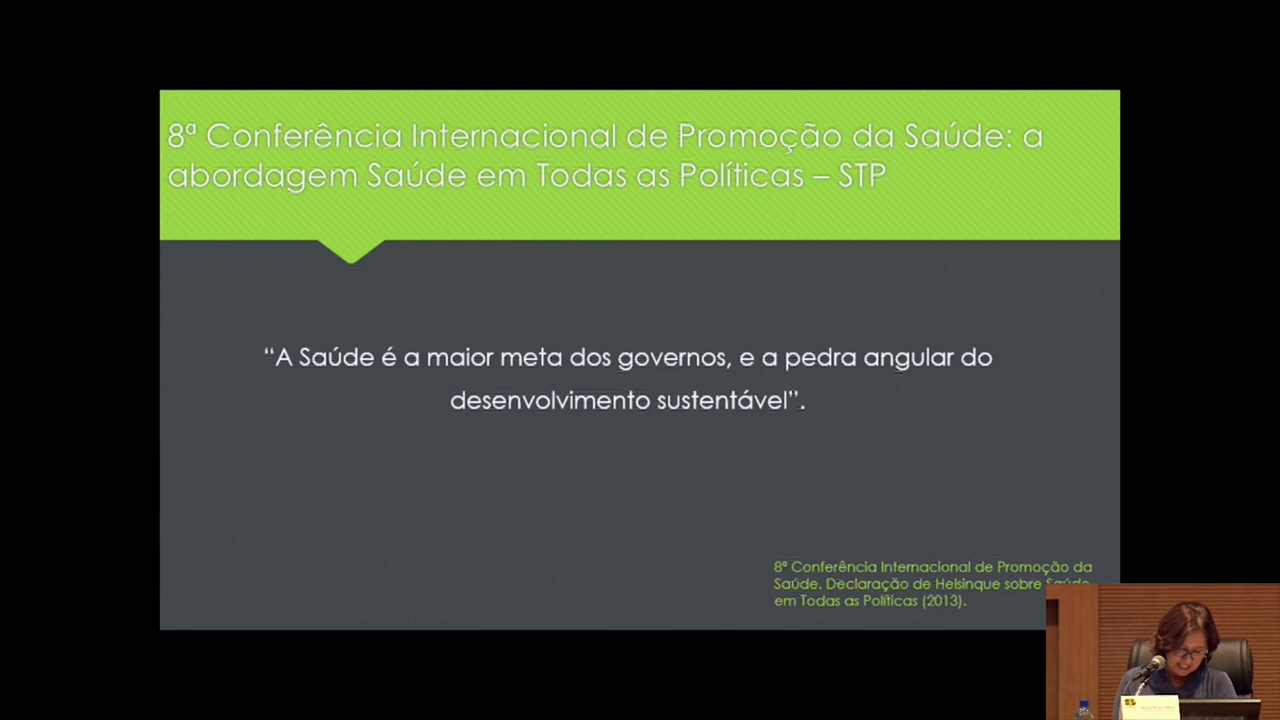 8ª Conferência Internacional de Promoção da Saúde: a
abordagem Saúde em Todas as Políticas – STP
“A Saúde é a maior meta dos governos, e a pedra angular do
desenvolvimento sustentável”.
8ª Conferência Internacional de Promoção da
Saúde. Declaração de Helsinque sobre Saúde
em Todas as Políticas (2013).